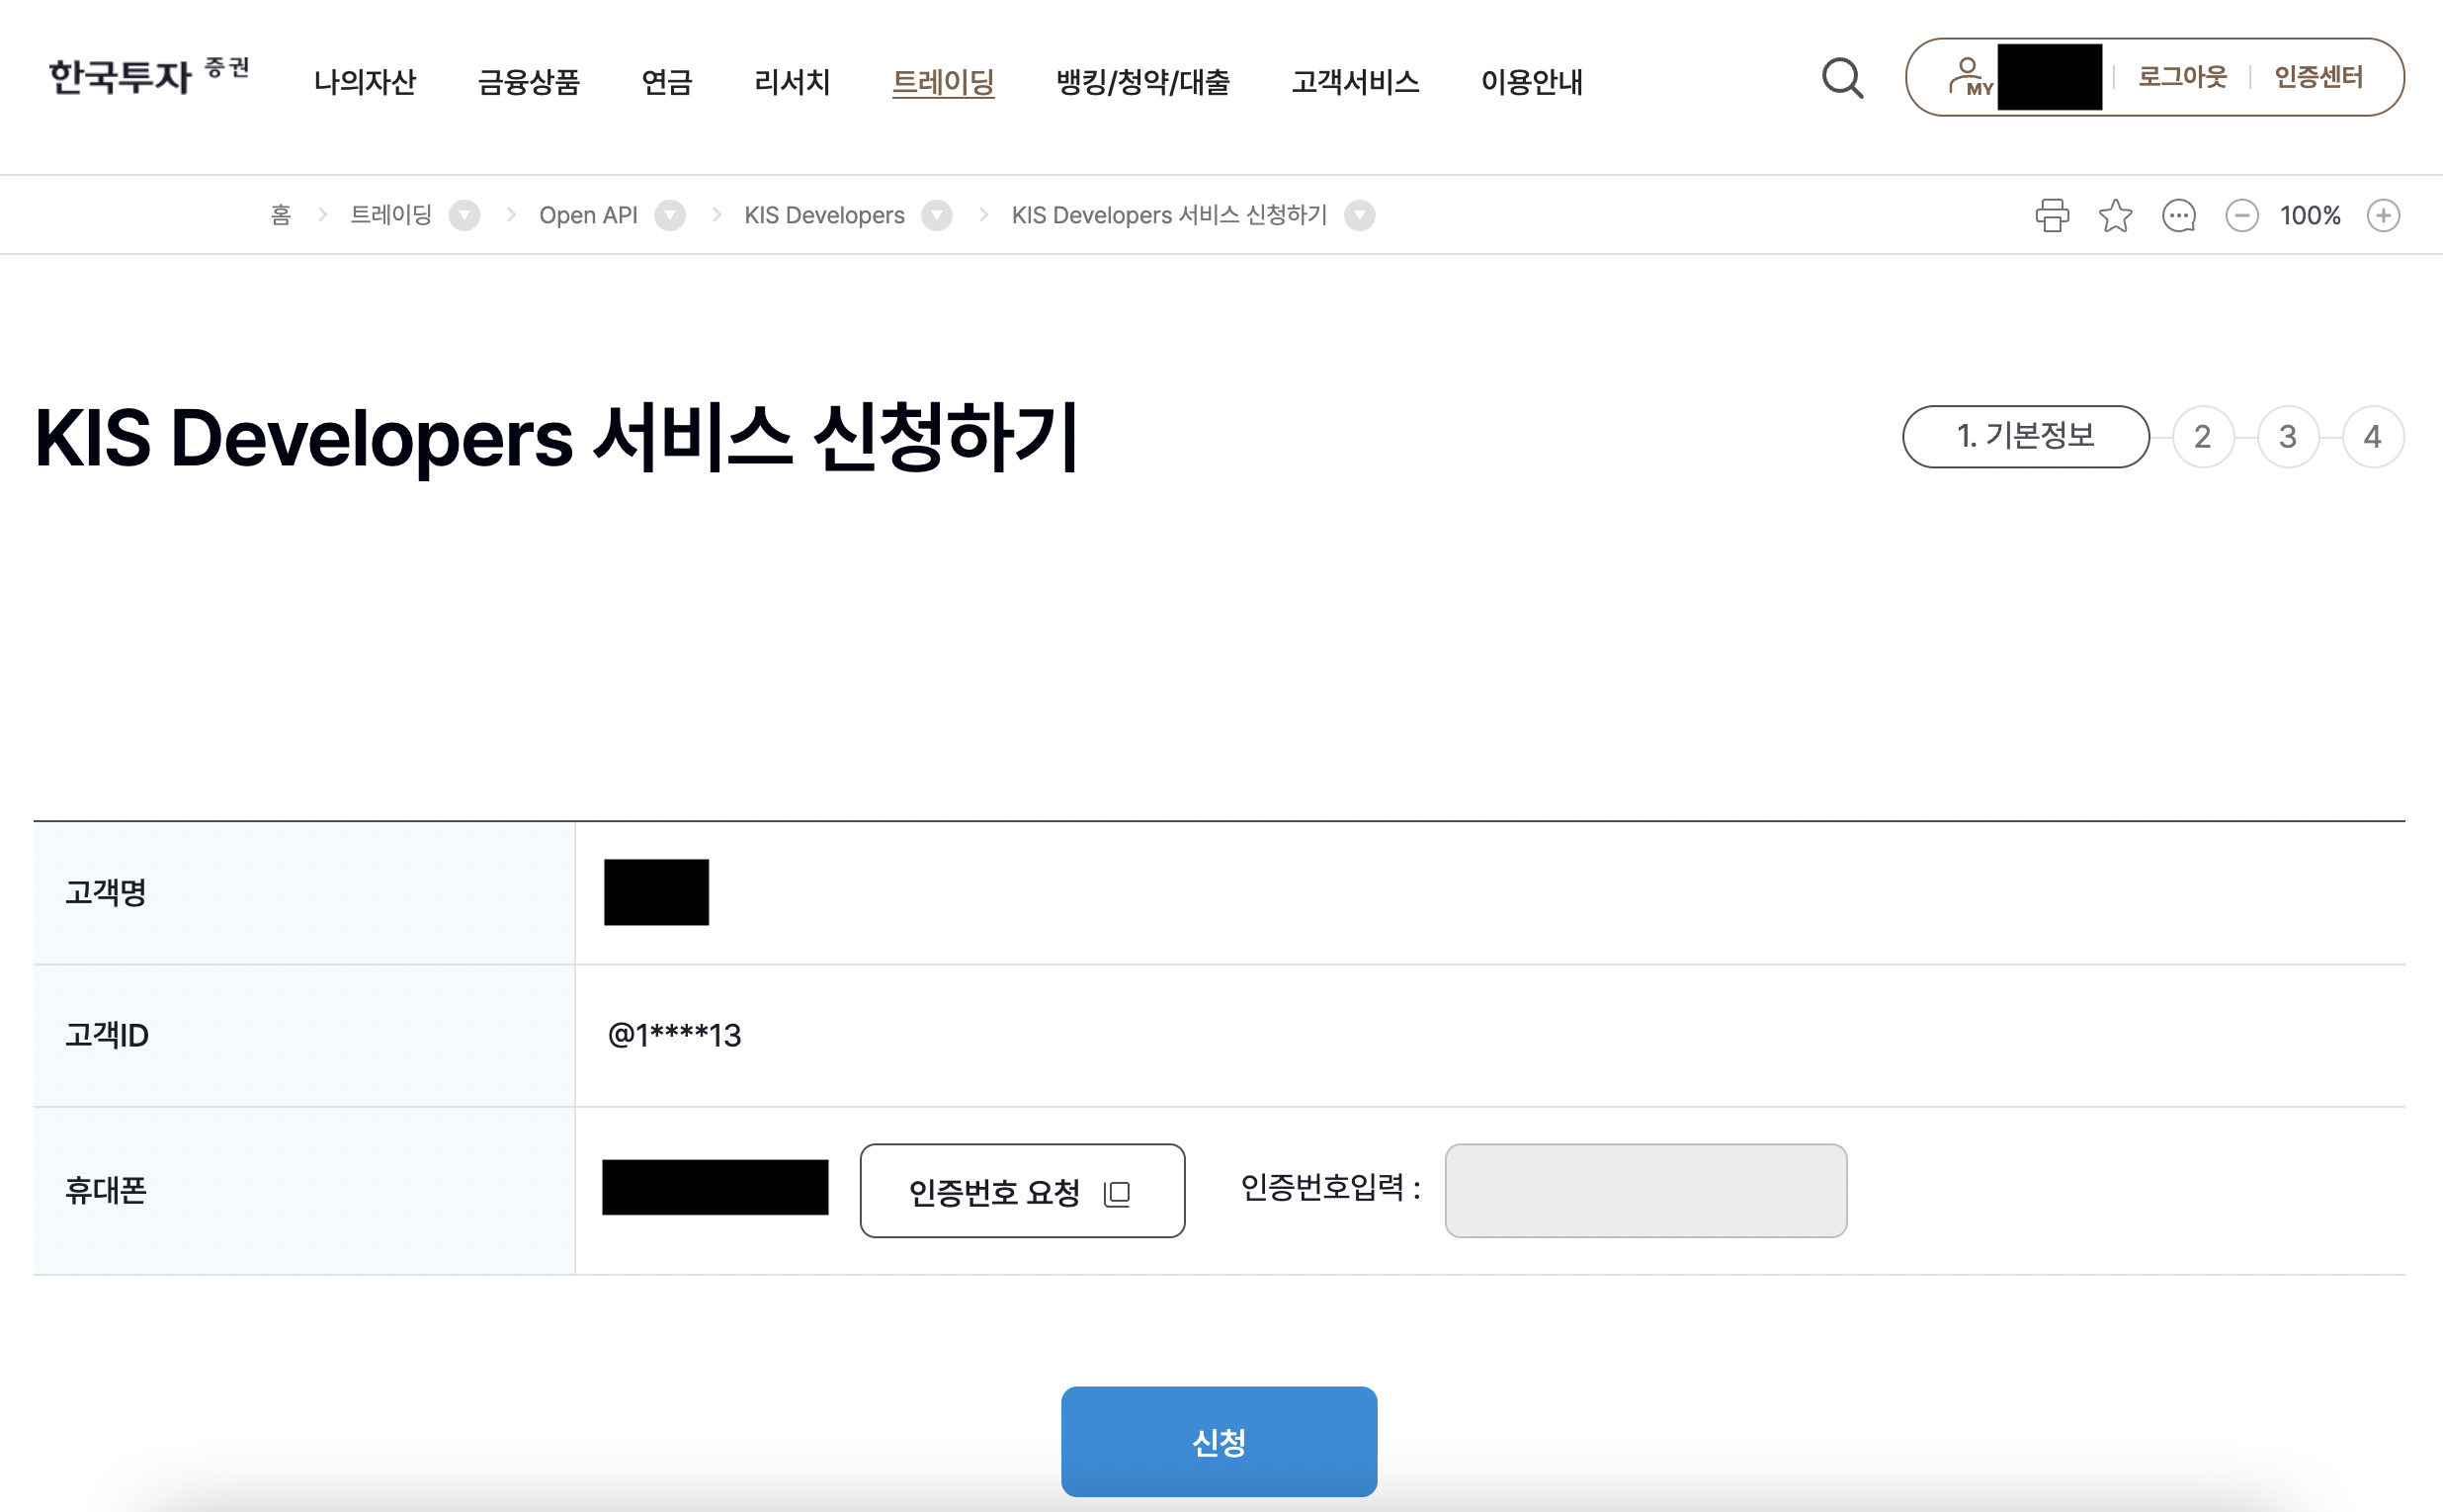 한국투자 증권 나의자산 금융상품 연금 리서치 트레이딩 뱅킹/청약/대출 고객서비스 이용안내 MY 로그아웃 인증센터
홈 트레이딩 Open API KIS Developers KIS Developers 서비스 신청하기 100%
KIS Developers 서비스 신청하기 1. 기본정보 2 3 4
고객명
고객ID @1****13
휴대폰 인증번호 요청 인증번호입력 :
신청